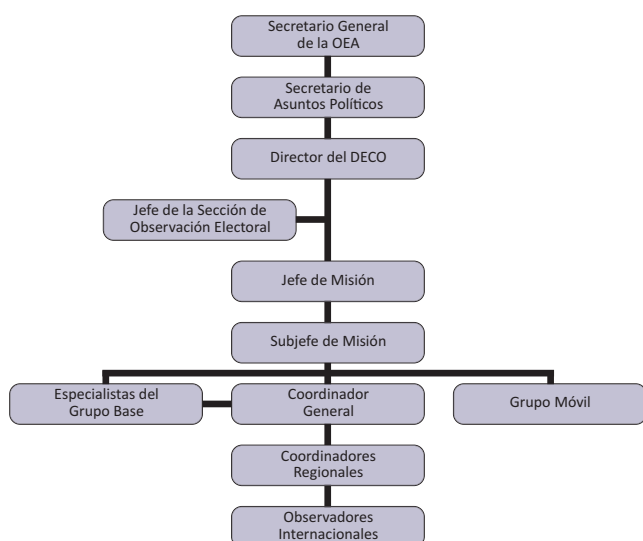 Secretario General
de la OEA
Secretario de
Asuntos Políticos
Director del DECO
Jefe de la Sección de
Observación Electoral
Jefe de Misión
Subjefe de Misión
Especialistas del
Grupo Base
Coordinador
General
Grupo Móvil
Coordinadores
Regionales
Observadores
Internacionales